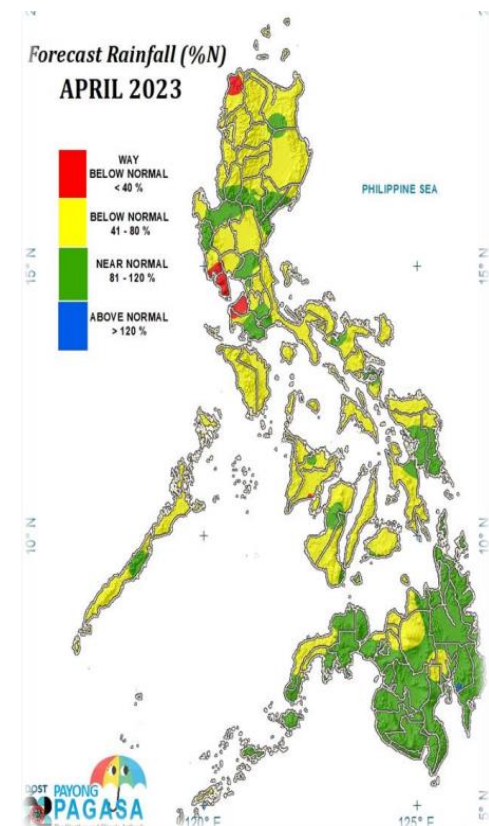 Forecast Rainfall (%N)
APRIL 2023
WAY
BELOW NORMAL
< 40 %
BELOW NORMAL
41 - 80 %
NEAR NORMAL
81 - 120 %
ABOVE NORMAL
> 120 %
PHILIPPINE SEA
15° N
15° N
10° N
10° N
5° N
120° E
125° E
DOST
PAYONG
PAGASA